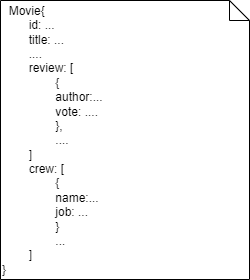 Movie{
id: ...
title: ...
....
review: [
{
author:...
vote: ....
},
....
]
crew: [
{
name:...
job: ...
}
...
]
}